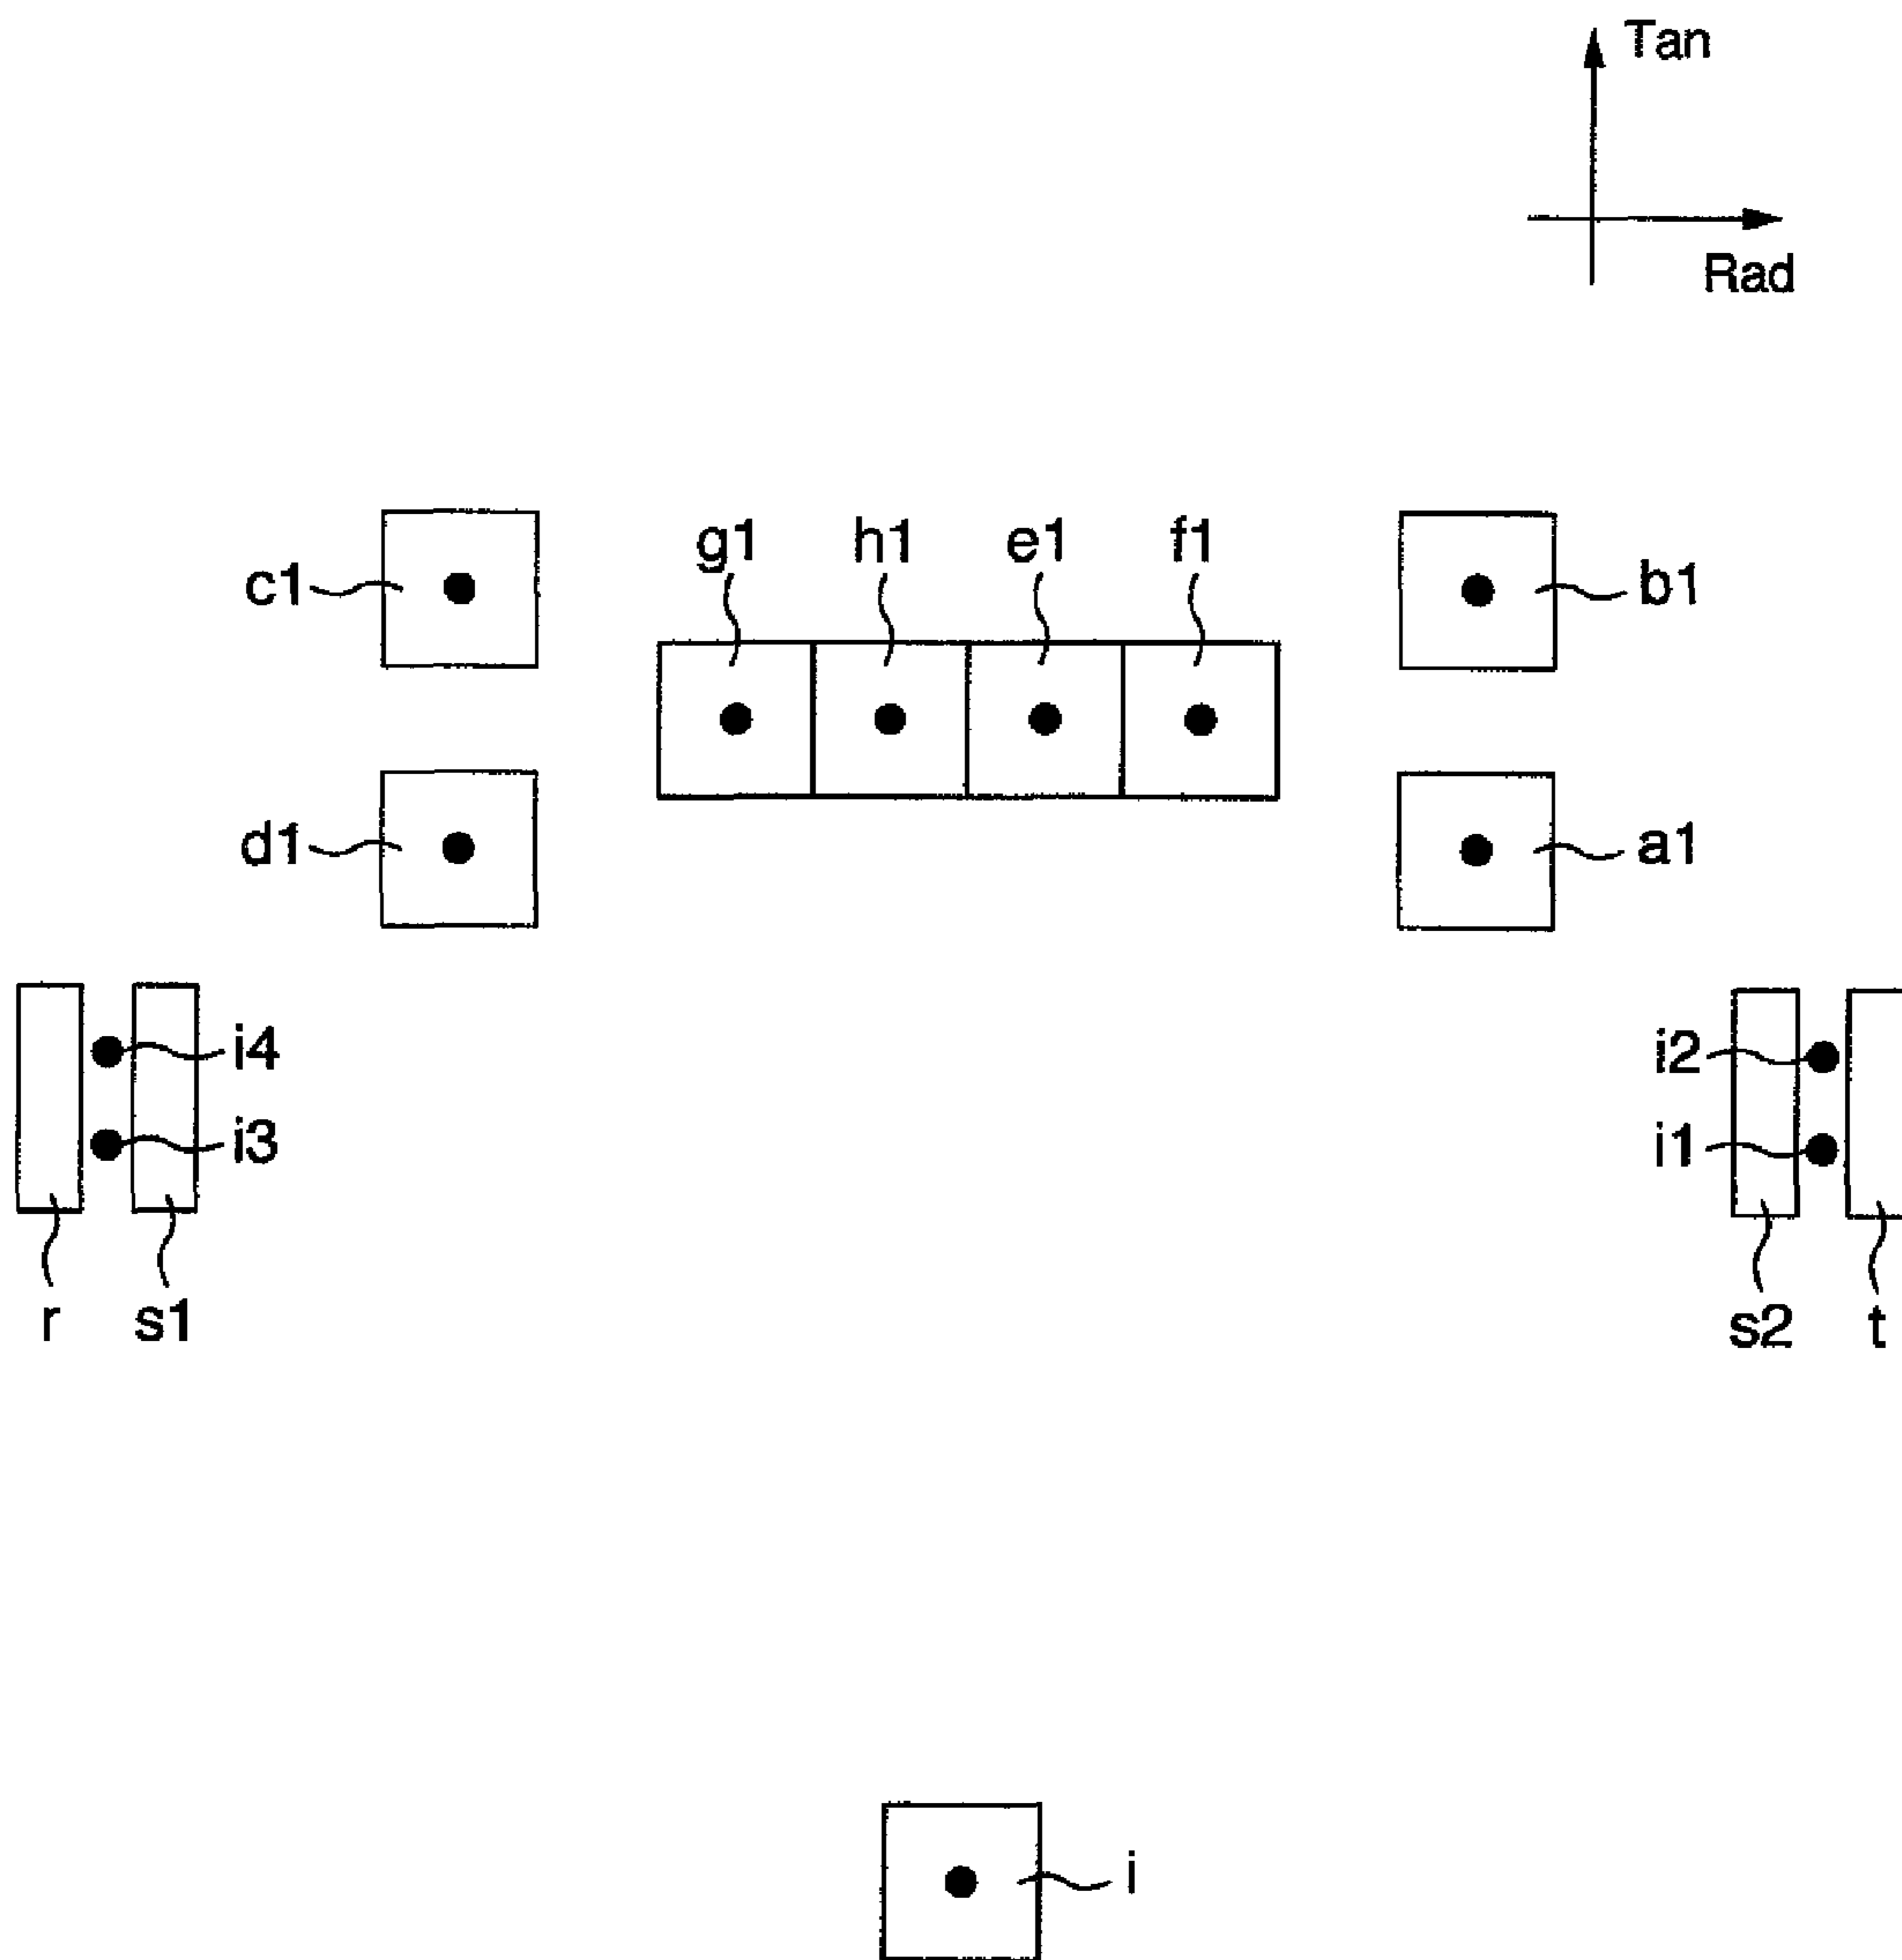 Tan
Rad
g1 h1 e1 f1
c1 b1
d1 a1
i4 i2
i3 i1
r s1 s2 t
i